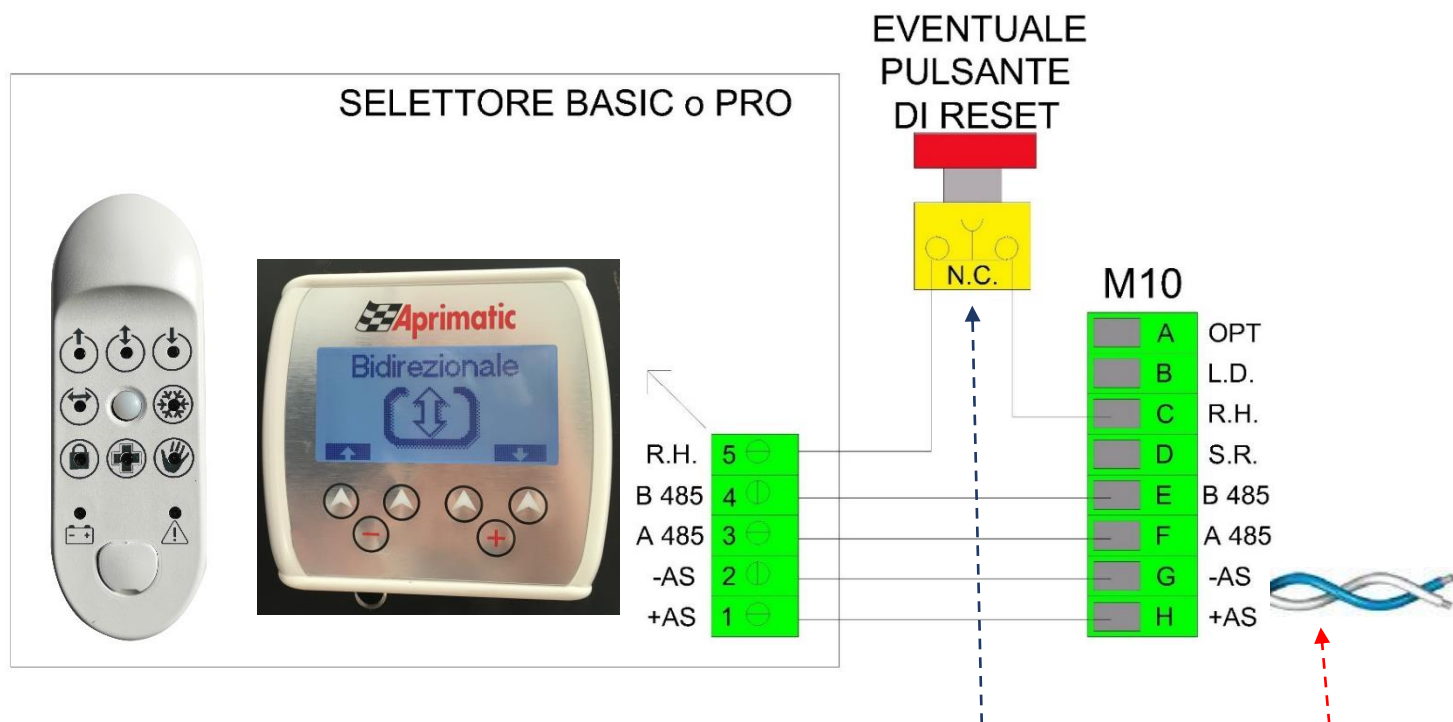 EVENTUALE
PULSANTE
DI RESET
SELETTORE BASIC o PRO
N.C.
Aprimatic
Bidirezionale
M10
A OPT
B L.D.
C R.H.
D S.R.
E B 485
F A 485
G -AS
H +AS
R.H. 5
B 485 4
A 485 3
-AS 2
+AS 1